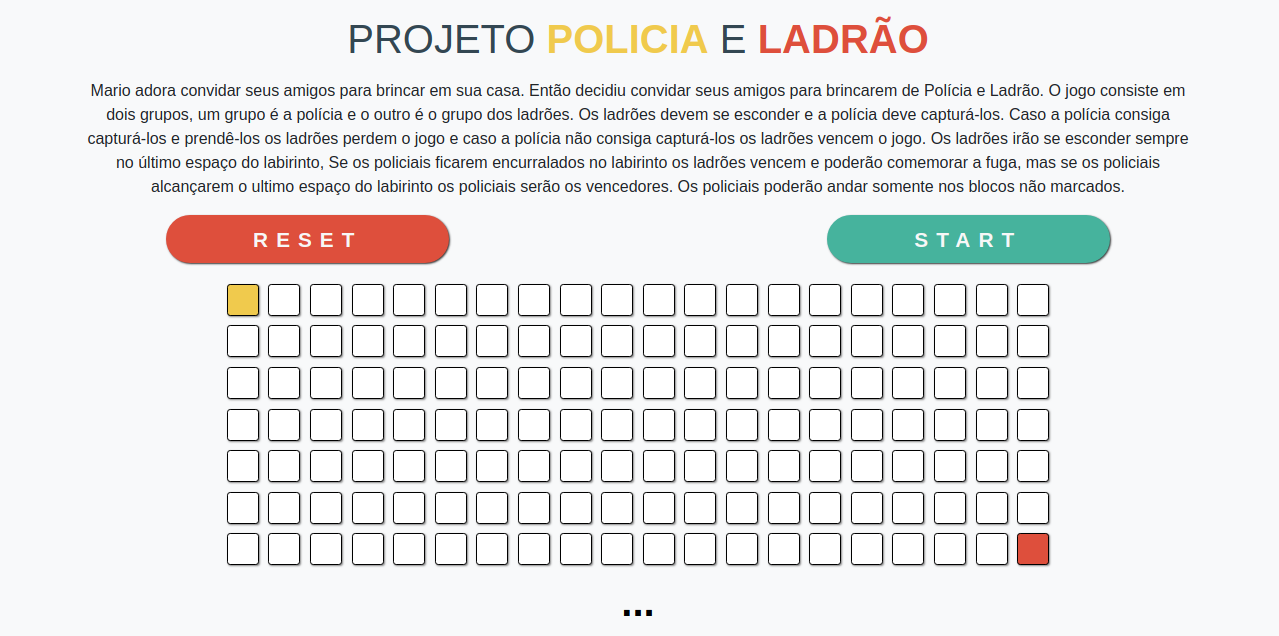 PROJETO POLICIA E LADRÃO
Mario adora convidar seus amigos para brincar em sua casa. Então decidiu convidar seus amigos para brincarem de Polícia e Ladrão. O jogo consiste em
dois grupos, um grupo é a polícia e o outro é o grupo dos ladrões. Os ladrões devem se esconder e a polícia deve capturá-los. Caso a polícia consiga
capturá-los e prendê-los os ladrões perdem o jogo e caso a polícia não consiga capturá-los os ladrões vencem o jogo. Os ladrões irão se esconder sempre
no último espaço do labirinto, Se os policiais ficarem encurralados no labirinto os ladrões vencem e poderão comemorar a fuga, mas se os policiais
alcançarem o ultimo espaço do labirinto os policiais serão os vencedores. Os policiais poderão andar somente nos blocos não marcados.
RESET
START
...